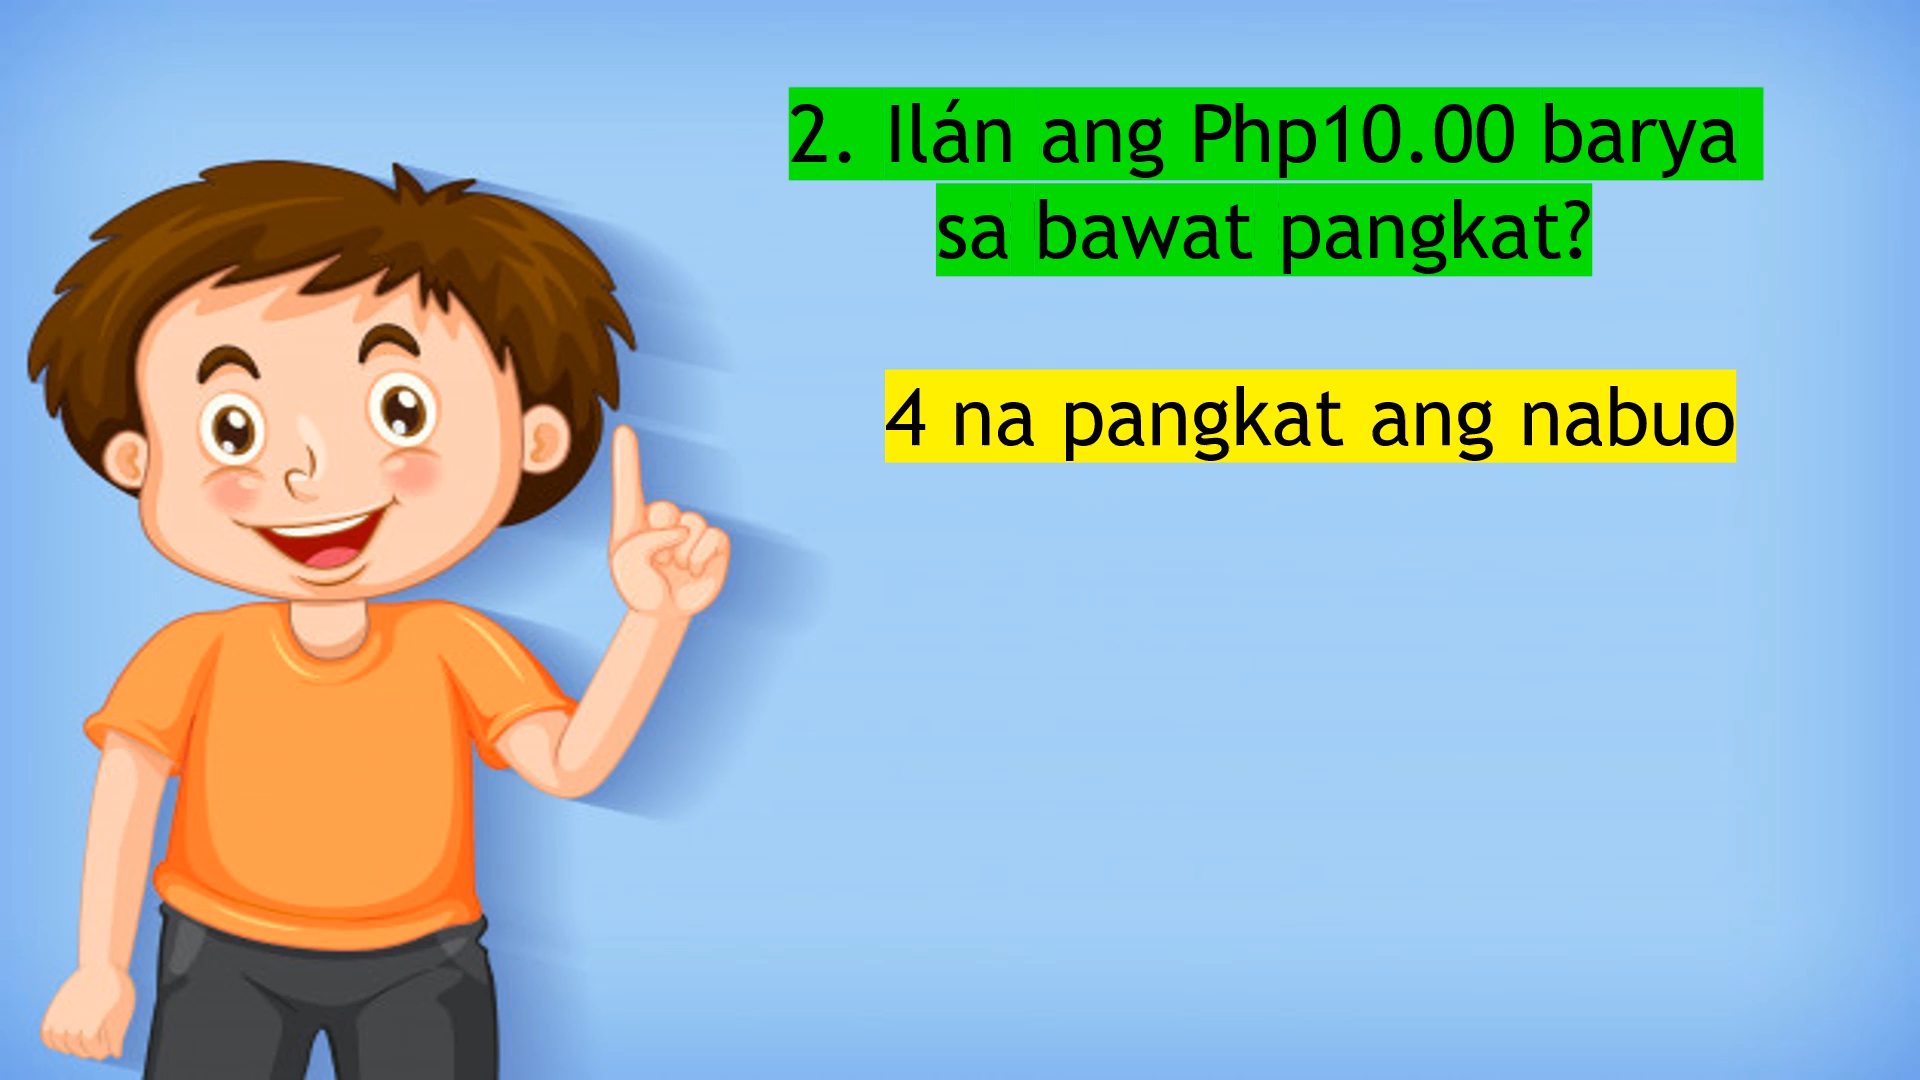 2. Ilán ang Php10.00 barya
sa bawat pangkat?
4 na pangkat ang nabuo